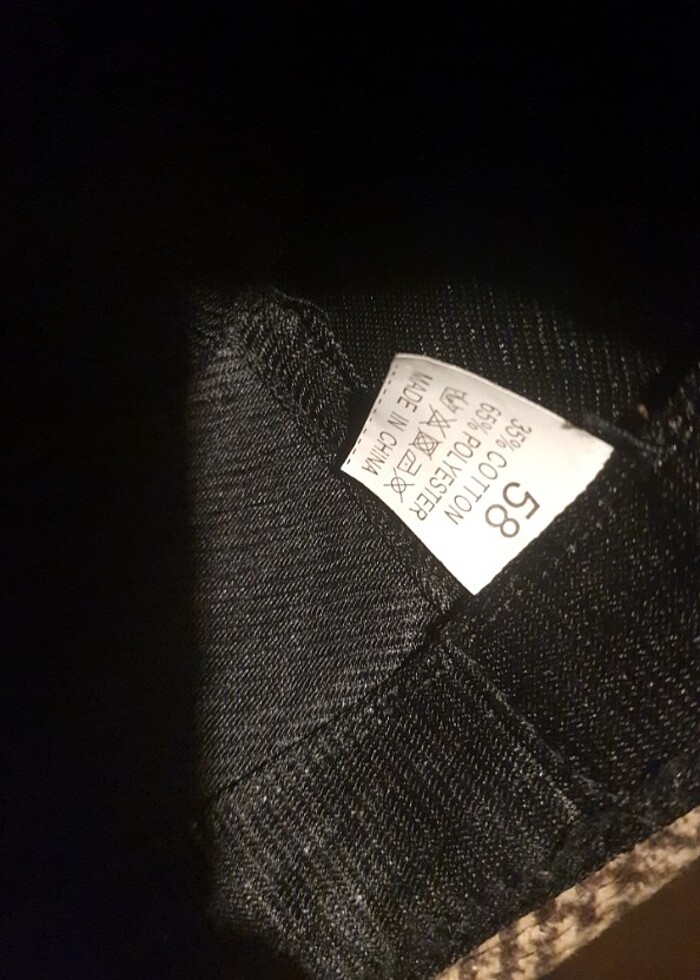 58
35% COTTON
65% POLYESTER
MADE IN CHINA